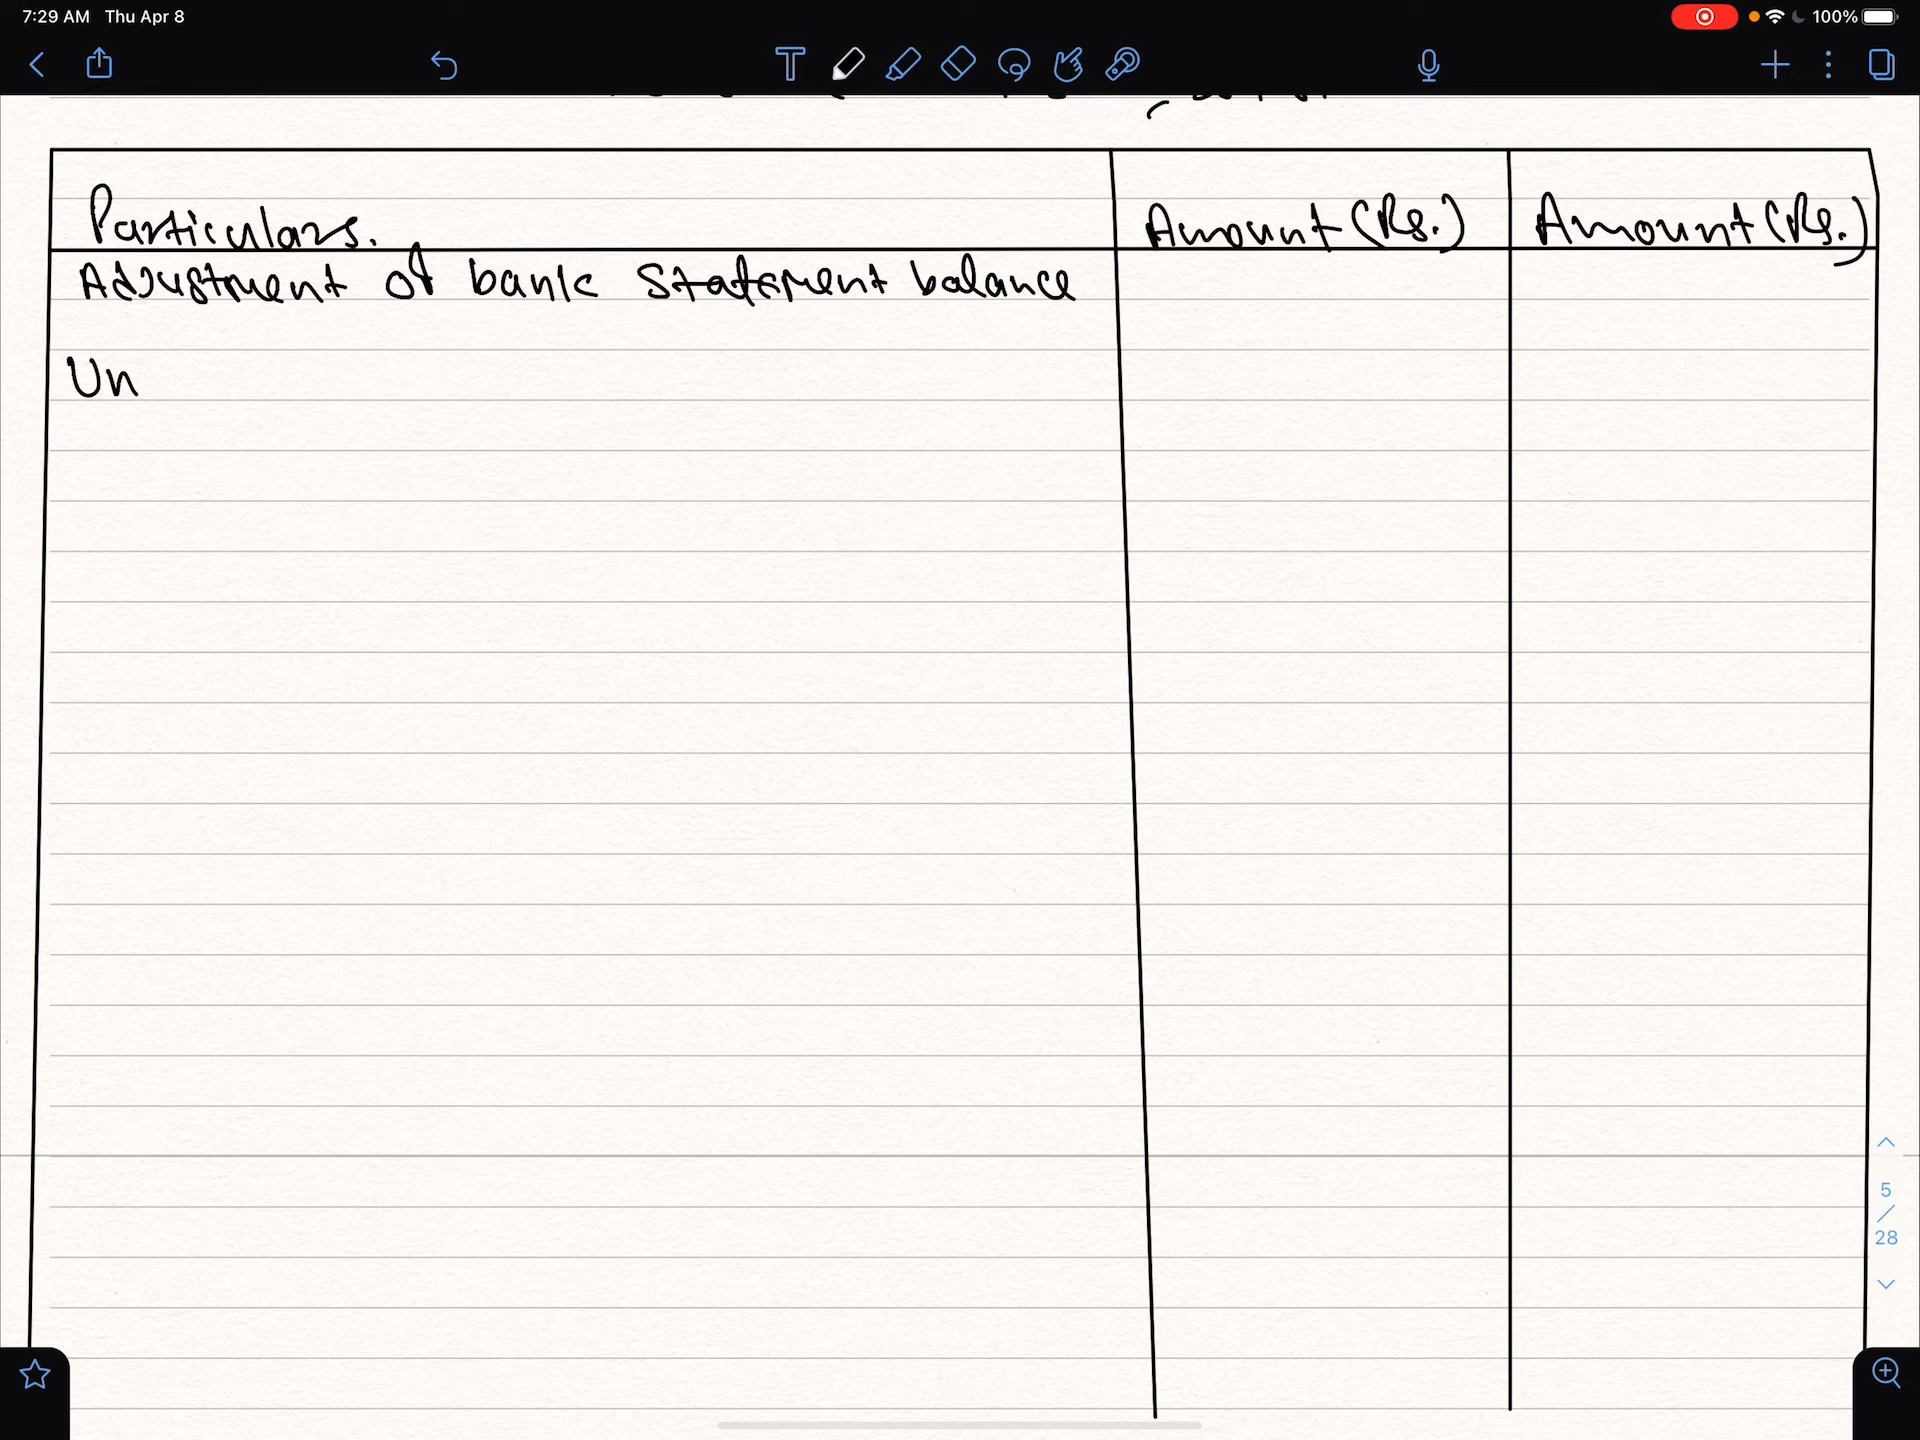 7:29 AM Thu Apr 8
100%
Particulars. Amount (Rs.) Amount (Rs.)
Adjustment of bank statement balance
Un
5
/
28